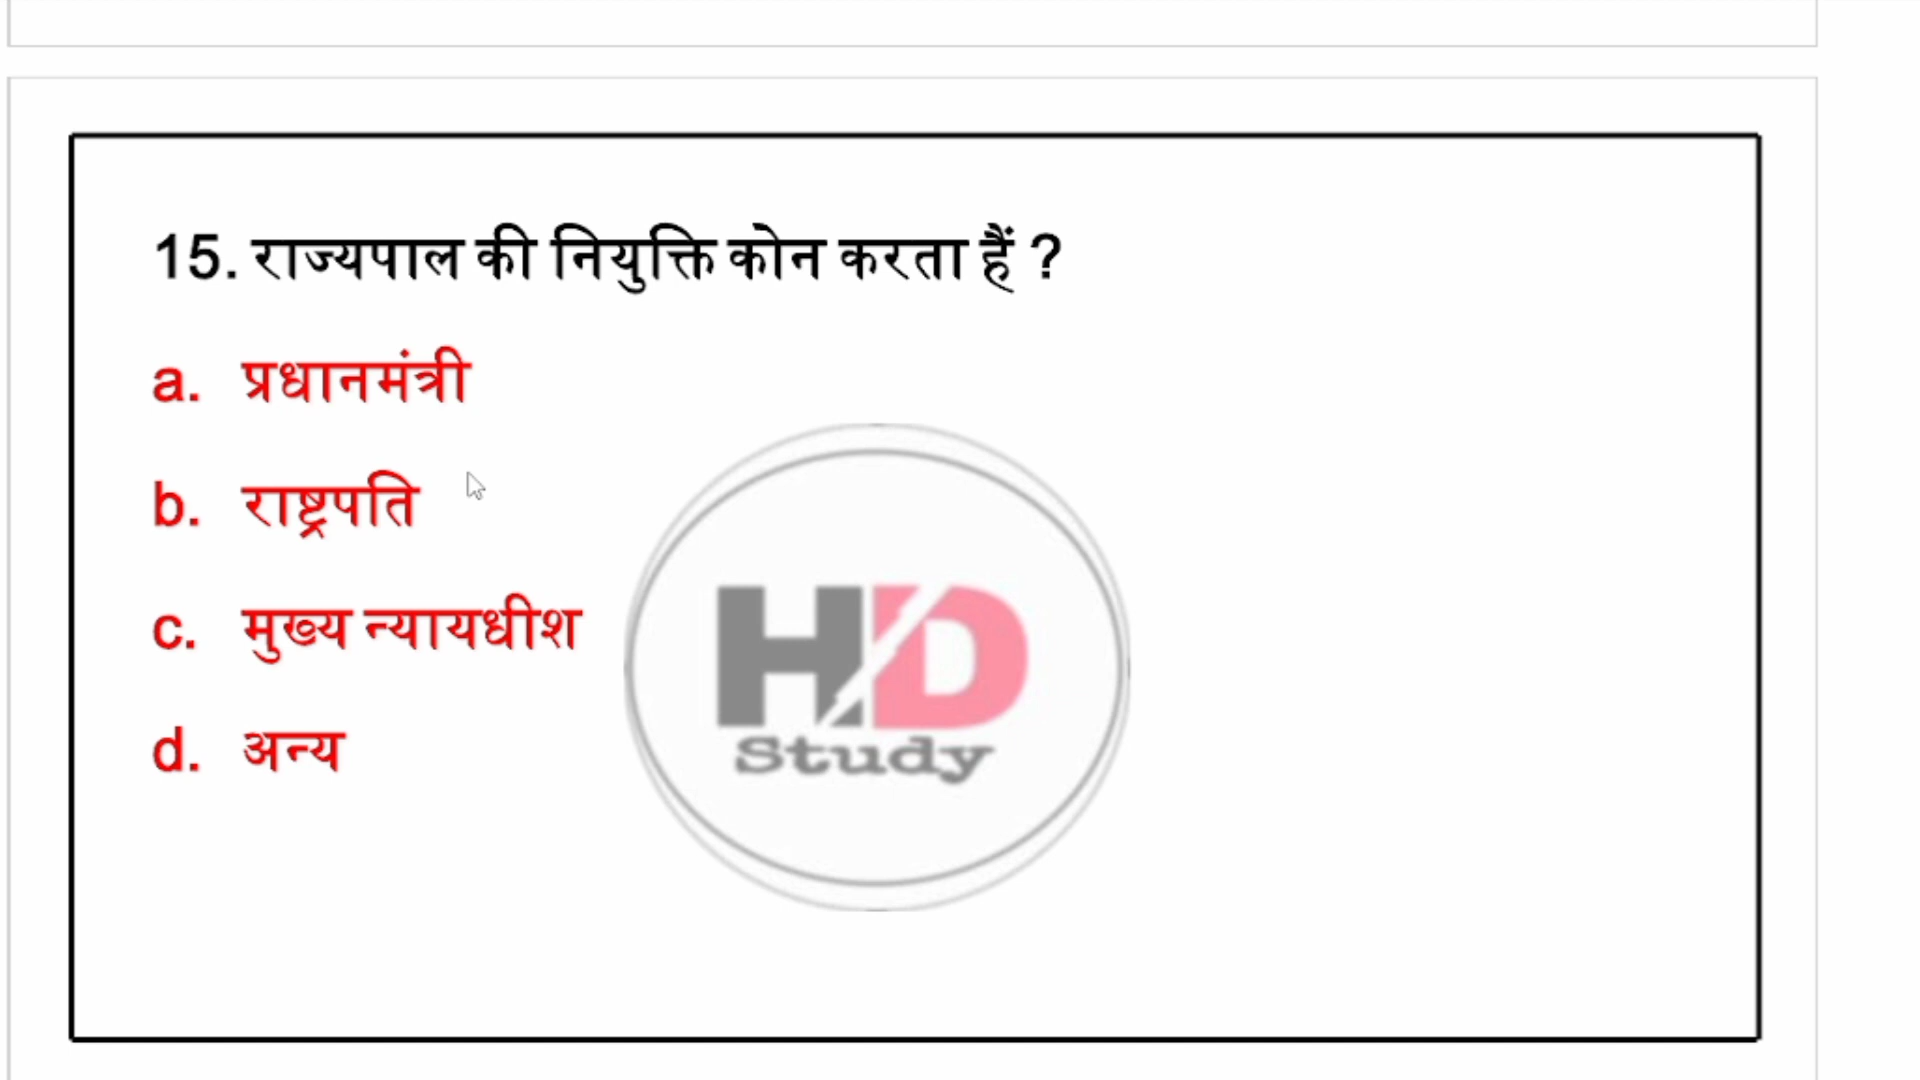 15. राज्यपाल की नियुक्ति कोन करता हैं ?
a. प्रधानमंत्री
b. राष्ट्रपति
c. मुख्य न्यायधीश
d. अन्य
HD
Study